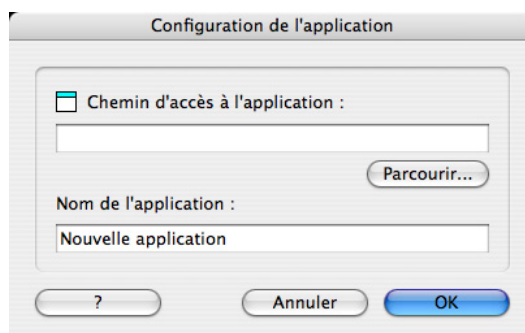 Configuration de l'application
Chemin d'accès à l'application :
Parcourir...
Nom de l'application :
Nouvelle application
? Annuler OK